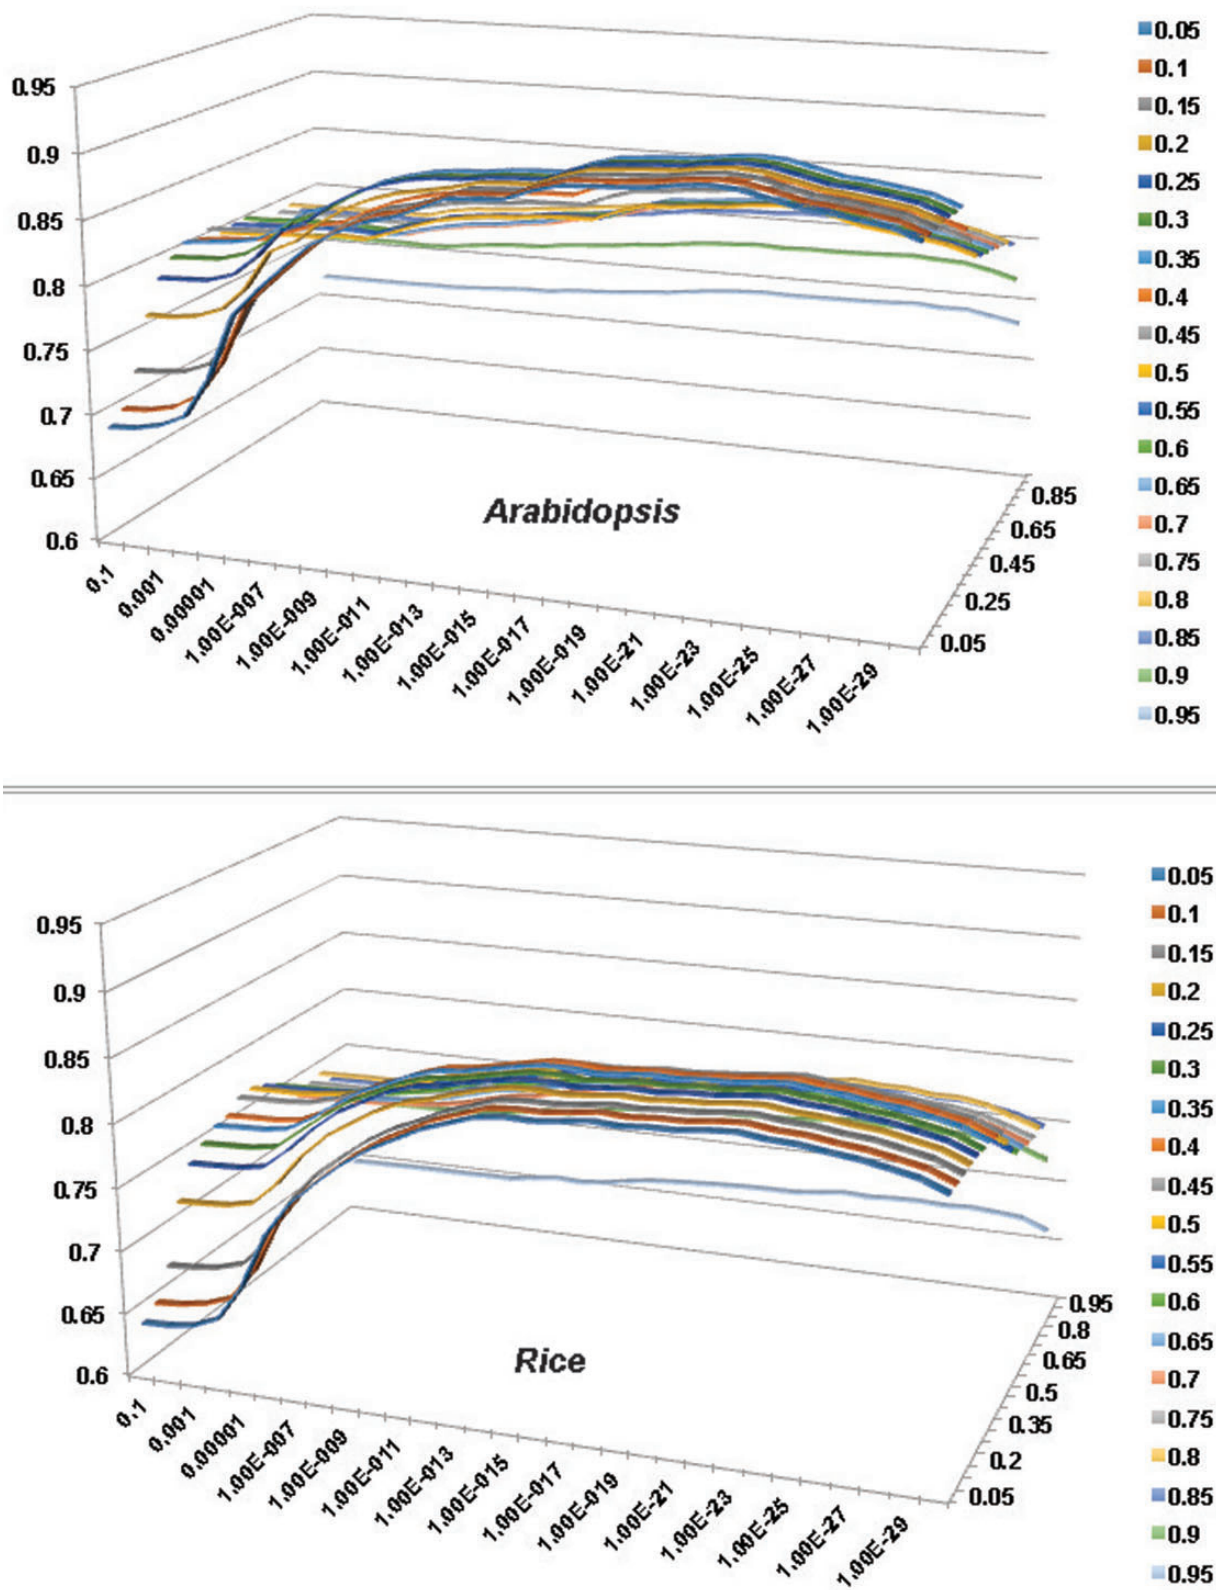 0.95
0.9
0.85
0.8
0.75
0.7
0.65
0.6
0.1
0.001
0.00001
1.00E-007
1.00E-009
1.00E-011
1.00E-013
1.00E-015
1.00E-017
1.00E-019
1.00E-21
1.00E-23
1.00E-25
1.00E-27
1.00E-29
0.85
0.65
0.45
0.25
0.05
Arabidopsis
0.05
0.1
0.15
0.2
0.25
0.3
0.35
0.4
0.45
0.5
0.55
0.6
0.65
0.7
0.75
0.8
0.85
0.9
0.95
0.95
0.9
0.85
0.8
0.75
0.7
0.65
0.6
0.1
0.001
0.00001
1.00E-007
1.00E-009
1.00E-011
1.00E-013
1.00E-015
1.00E-017
1.00E-019
1.00E-21
1.00E-23
1.00E-25
1.00E-27
1.00E-29
0.95
0.8
0.65
0.5
0.35
0.2
0.05
Rice
0.05
0.1
0.15
0.2
0.25
0.3
0.35
0.4
0.45
0.5
0.55
0.6
0.65
0.7
0.75
0.8
0.85
0.9
0.95